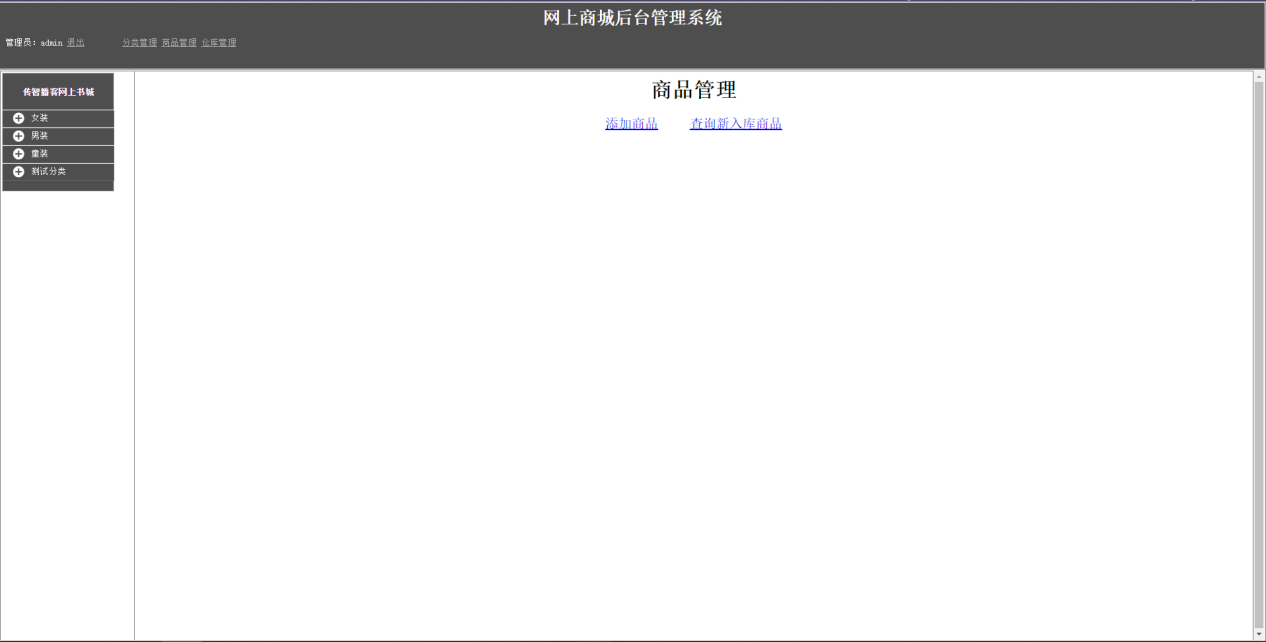 网上商城后台管理系统
管理员：admin 退出 分类管理 商品管理 仓库管理
传智播客网上书城
女装
男装
童装
测试分类
商品管理
添加商品 查询新入库商品